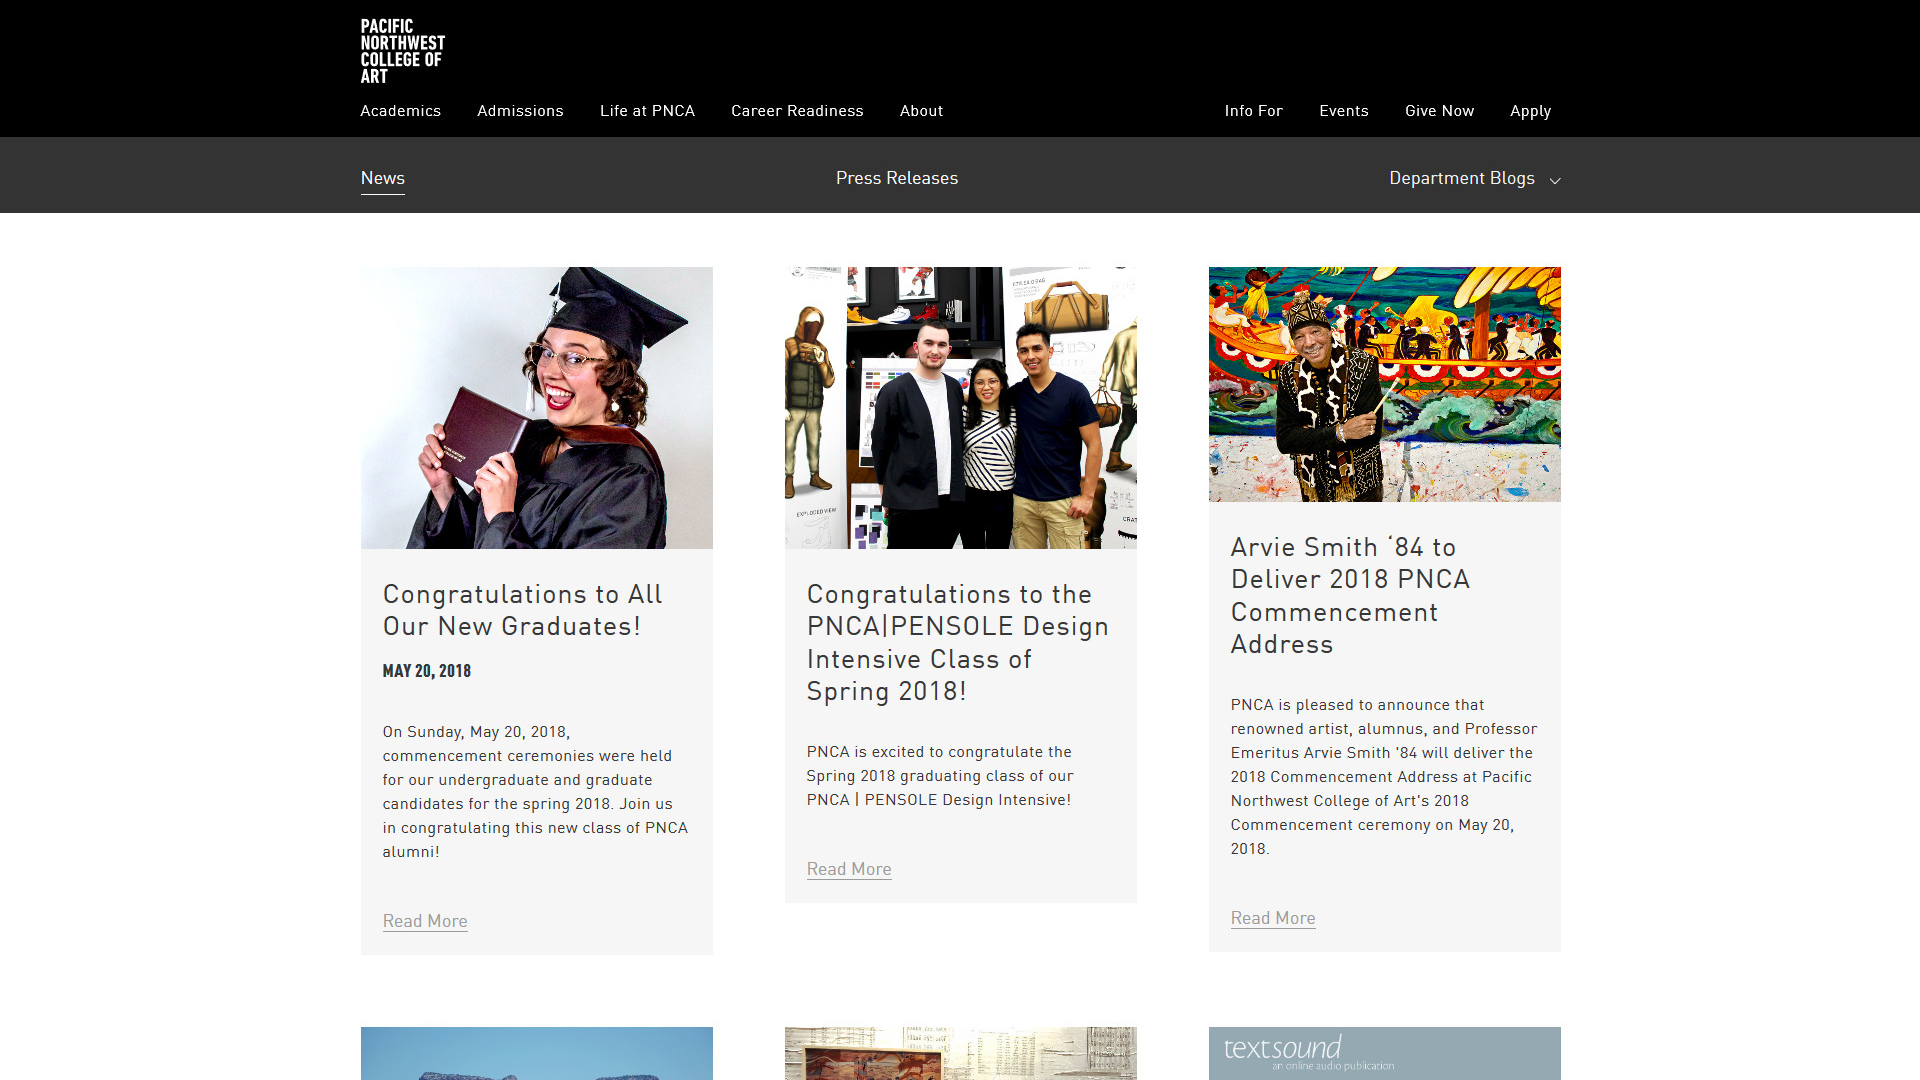 PACIFIC
NORTHWEST
COLLEGE OF
ART
Academics Admissions Life at PNCA Career Readiness About Info For Events Give Now Apply
News Press Releases Department Blogs
Congratulations to All
Our New Graduates!
MAY 20, 2018
On Sunday, May 20, 2018,
commencement ceremonies were held
for our undergraduate and graduate
candidates for the spring 2018. Join us
in congratulating this new class of PNCA
alumni!
Read More
EXPLODED VIEW
Congratulations to the
PNCA|PENSOLE Design
Intensive Class of
Spring 2018!
PNCA is excited to congratulate the
Spring 2018 graduating class of our
PNCA | PENSOLE Design Intensive!
Read More
Arvie Smith ‘84 to
Deliver 2018 PNCA
Commencement
Address
PNCA is pleased to announce that
renowned artist, alumnus, and Professor
Emeritus Arvie Smith '84 will deliver the
2018 Commencement Address at Pacific
Northwest College of Art's 2018
Commencement ceremony on May 20,
2018.
Read More
textsound
an online audio publication